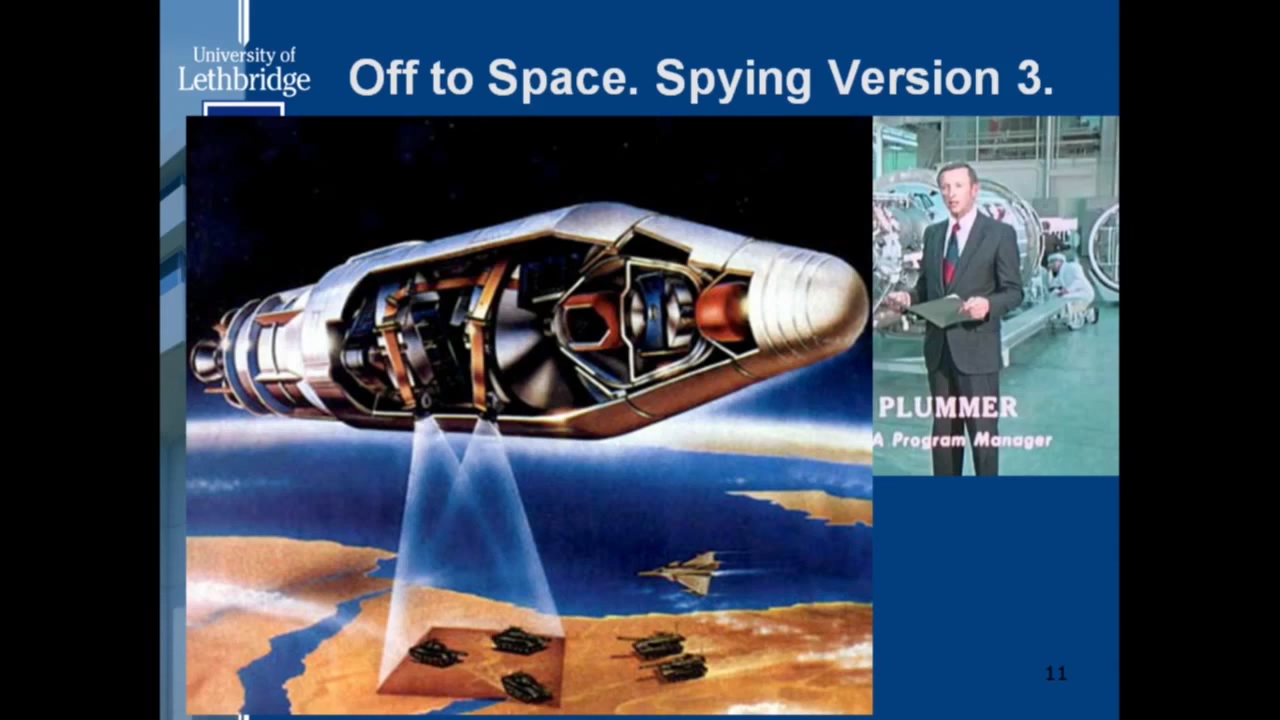 University of
Lethbridge
Off to Space. Spying Version 3.
PLUMMER
A Program Manager
11